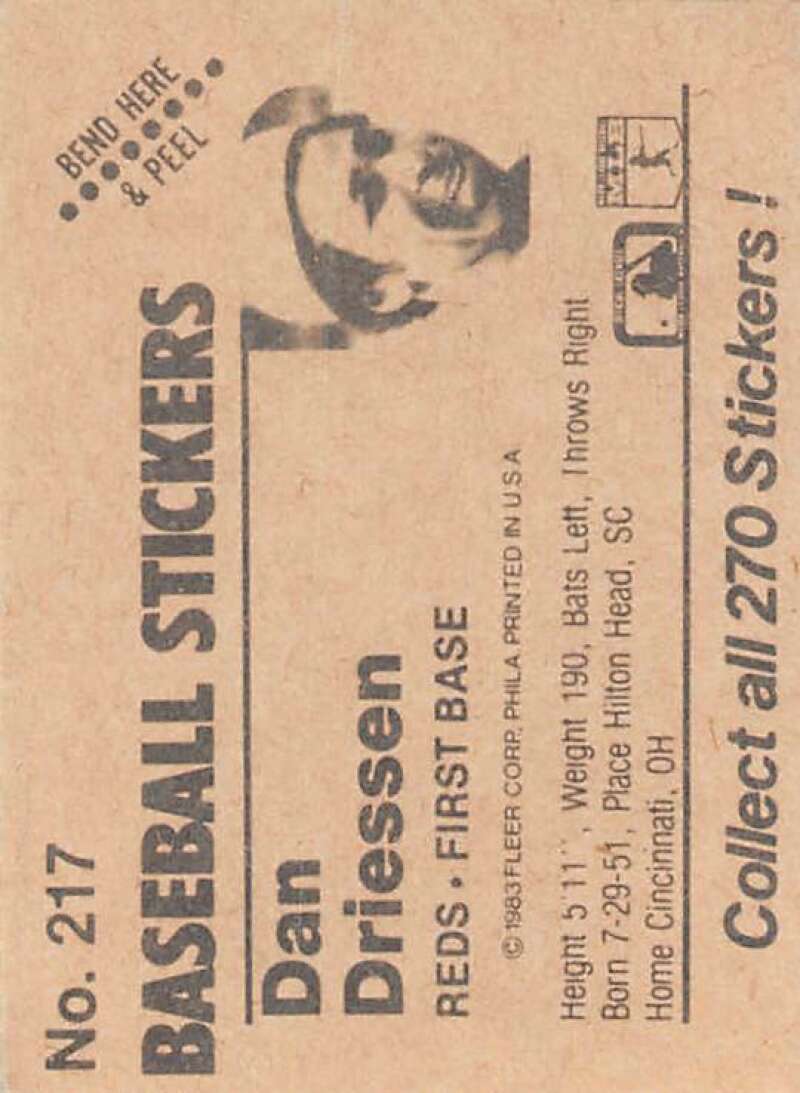 No. 217
BEND HERE
& PEEL
BASEBALL STICKERS
Dan
Driessen
REDS • FIRST BASE
© 1983 FLEER CORP. PHILA. PRINTED IN U S A
Height 5'11'', Weight 190, Bats Left, Throws Right
Born 7-29-51, Place Hilton Head, SC
Home Cincinnati, OH
Collect all 270 Stickers!